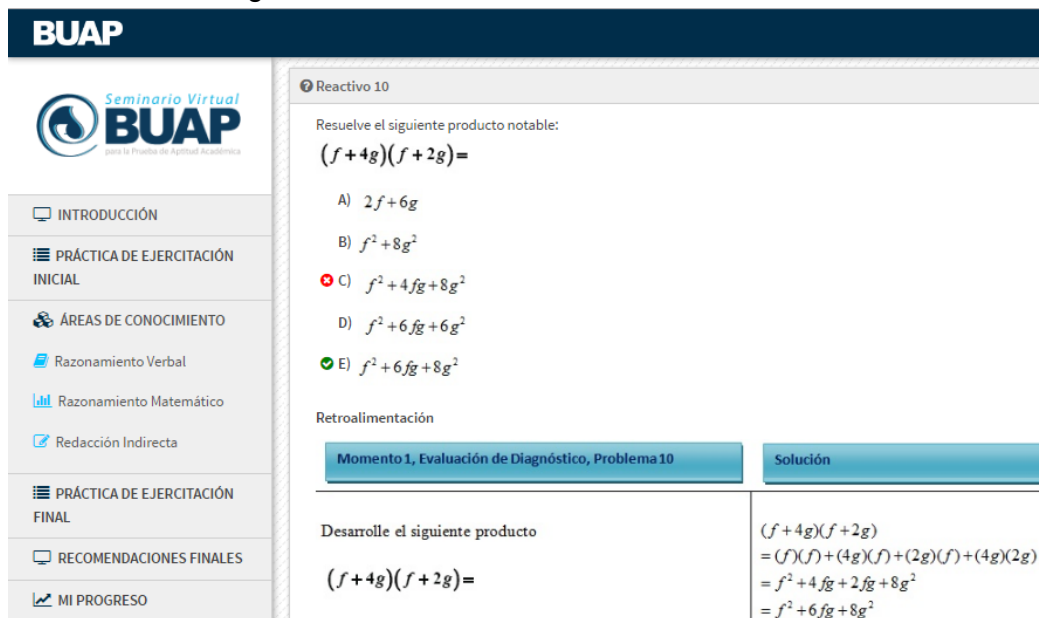 BUAP
Seminario Virtual
BUAP
para la Prueba de Aptitud Académica
INTRODUCCIÓN
PRÁCTICA DE EJERCITACIÓN
INICIAL
ÁREAS DE CONOCIMIENTO
Razonamiento Verbal
Razonamiento Matemático
Redacción Indirecta
PRÁCTICA DE EJERCITACIÓN
FINAL
RECOMENDACIONES FINALES
MI PROGRESO
Reactivo 10
Resuelve el siguiente producto notable:
(f+4g)(f+2g)=
A) 2f+6g
B) f²+8g²
C) f²+4fg+8g²
D) f²+6fg+6g²
E) f²+6fg+8g²
Retroalimentación
Momento 1, Evaluación de Diagnóstico, Problema 10
Solución
Desarrolle el siguiente producto
(f+4g)(f+2g)=
(f+4g)(f+2g)
=(f)(f)+(4g)(f)+(2g)(f)+(4g)(2g)
=f²+4fg+2fg+8g²
=f²+6fg+8g²